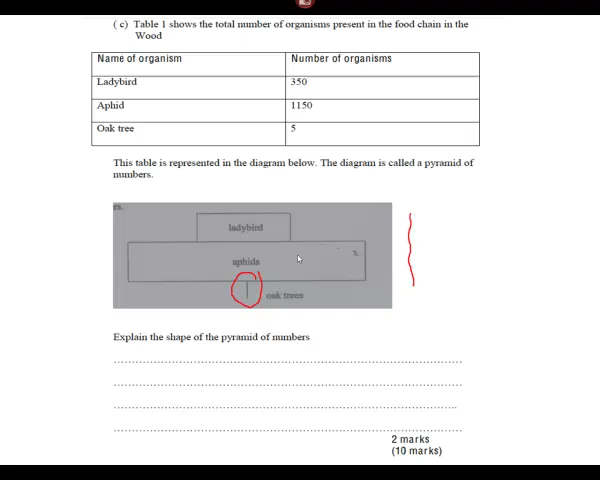 ( c) Table 1 shows the total number of organisms present in the food chain in the
Wood
Name of organism Number of organisms
Ladybird 350
Aphid 1150
Oak tree 5
This table is represented in the diagram below. The diagram is called a pyramid of
numbers.
ladybird
aphids
oak trees
Explain the shape of the pyramid of numbers
2 marks
(10 marks)